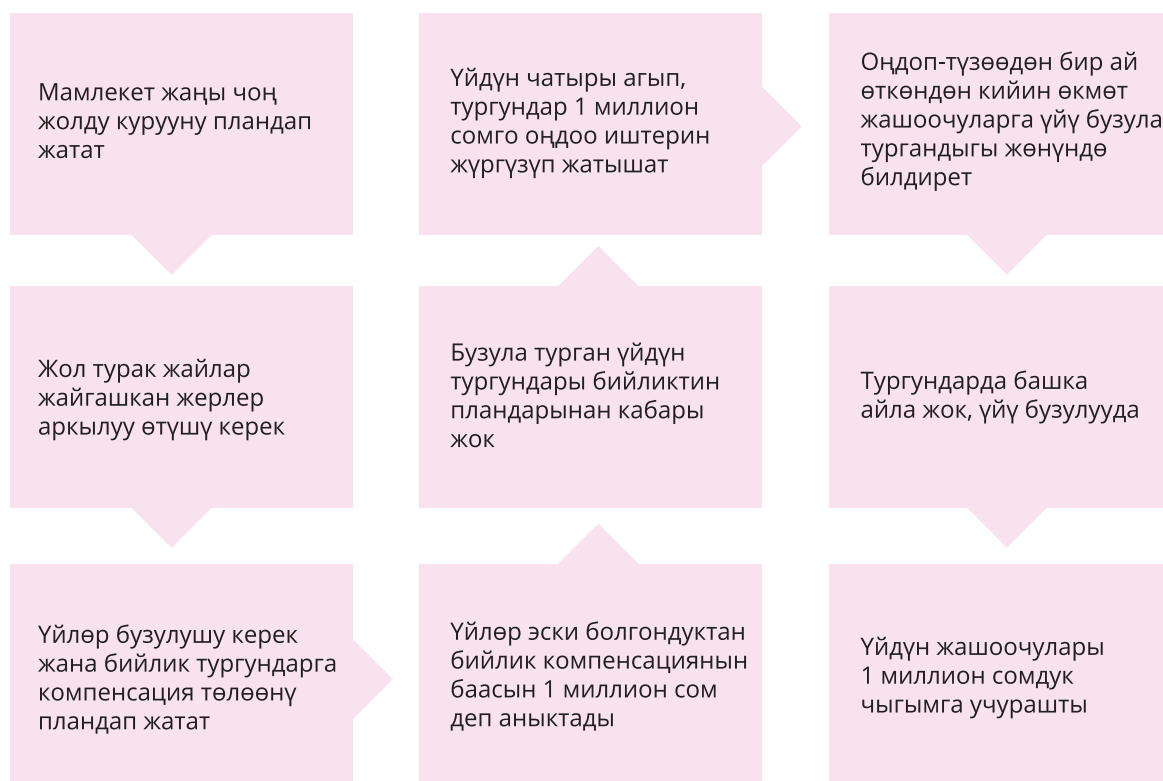 Мамлекет жаңы чоң
жолду курууну пландап
жатат
Жол турак жайлар
жайгашкан жерлер
аркылуу өтүшү керек
Үйлөр бузулушу керек
жана бийлик тургундарга
компенсация төлөөнү
пландап жатат
Үйлөр эски болгондуктан
бийлик компенсациянын
баасын 1 миллион сом
деп аныктады
Бузула турган үйдүн
тургундары бийликтин
пландарынан кабары
жок
Үйдүн чатыры агып,
тургундар 1 миллион
сомго оңдоо иштерин
жүргүзүп жатышат
Оңдоп-түзөөдөн бир ай
өткөндөн кийин өкмөт
жашоочуларга үйү бузула
тургандыгы жөнүндө
билдирет
Тургундарда башка
айла жок, үйү бузулууда
Үйдүн жашоочулары
1 миллион сомдук
чыгымга учурашты